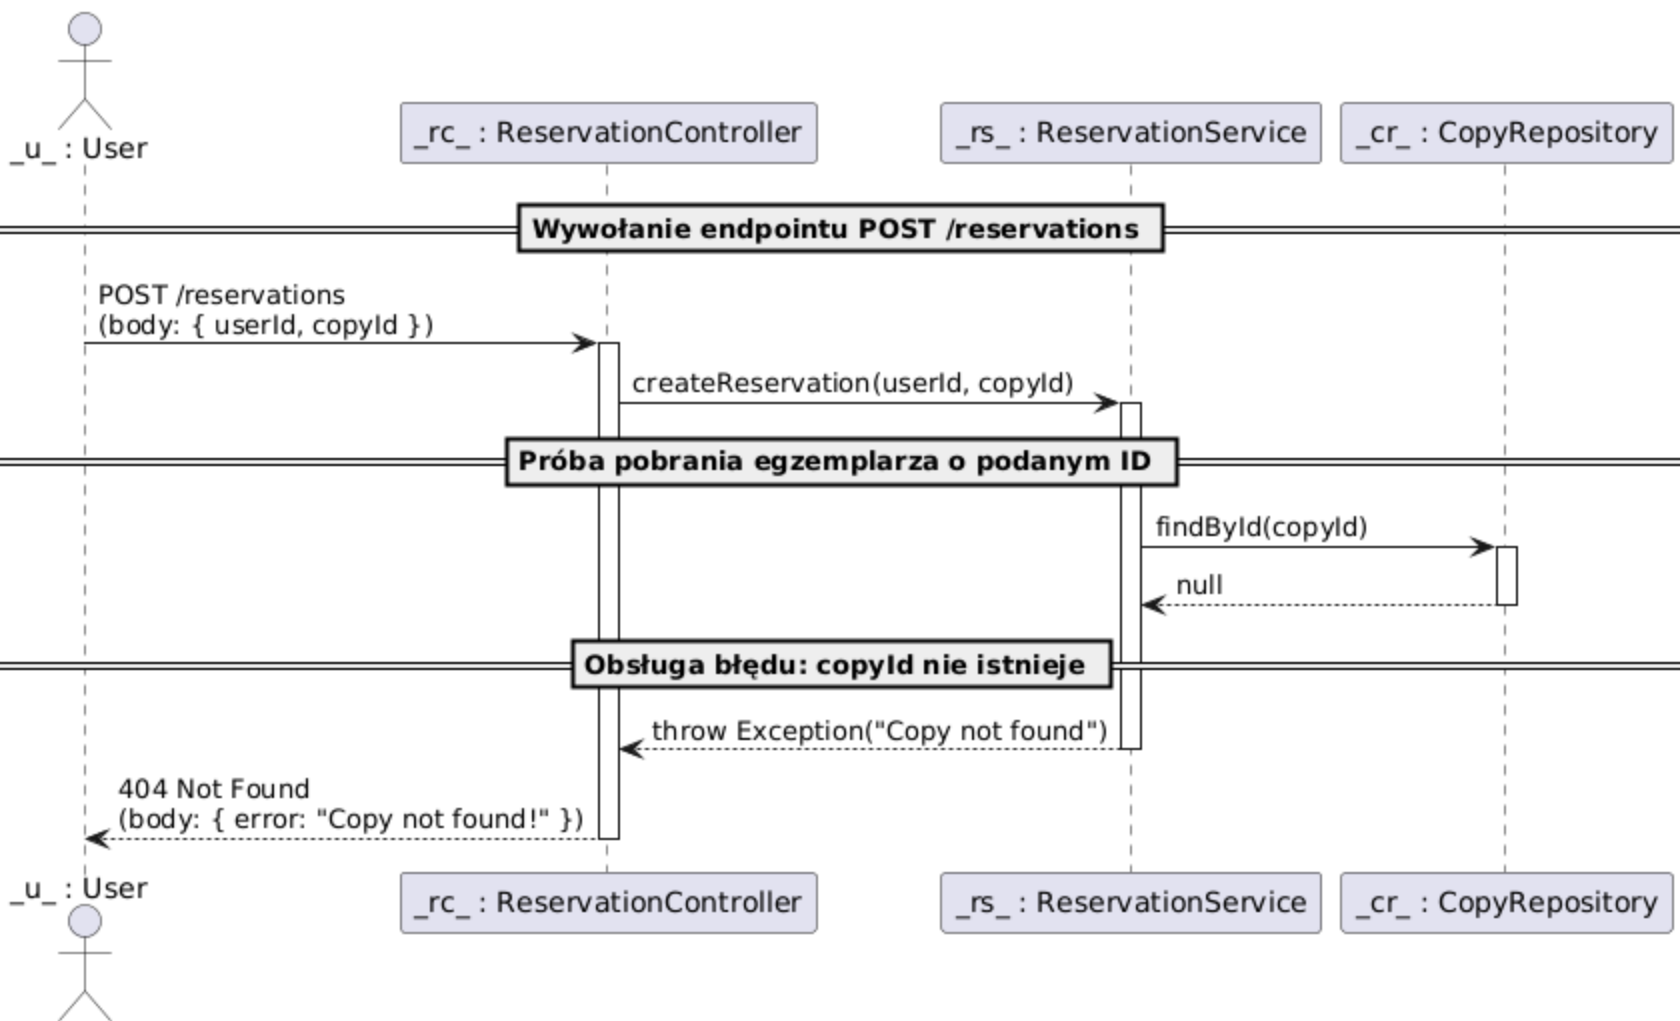 _u_ : User
_rc_ : ReservationController
_rs_ : ReservationService
_cr_ : CopyRepository
Wywołanie endpointu POST /reservations
POST /reservations
(body: { userId, copyId })
createReservation(userId, copyId)
Próba pobrania egzemplarza o podanym ID
findById(copyId)
null
Obsługa błędu: copyId nie istnieje
throw Exception("Copy not found")
404 Not Found
(body: { error: "Copy not found!" })
_u_ : User
_rc_ : ReservationController
_rs_ : ReservationService
_cr_ : CopyRepository